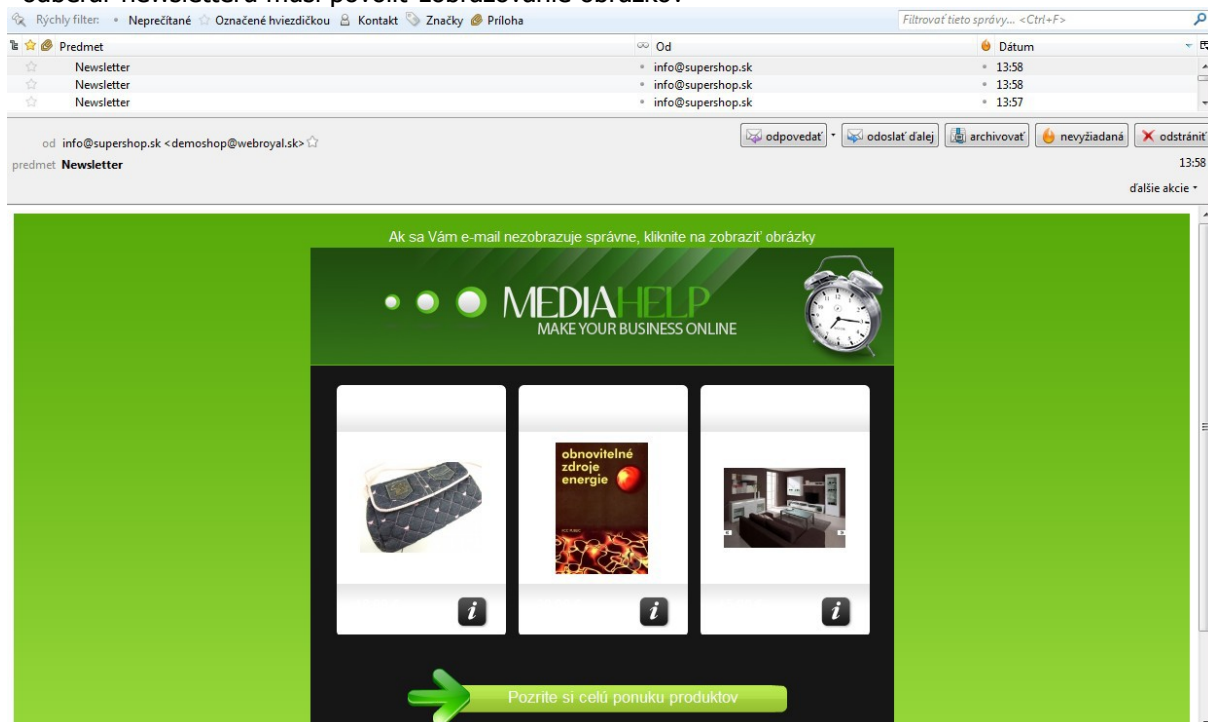 odberár newslettera musí povoliť zobrazovanie obrázkov
Rýchly filter: Neprečítané Označené hviezdičkou Kontakt Značky Príloha Filtrovať tieto správy... <Ctrl+F>
Predmet Od Dátum
Newsletter info@supershop.sk 13:58
Newsletter info@supershop.sk 13:58
Newsletter info@supershop.sk 13:57
odpovedať odoslať ďalej archivovať nevyžiadaná odstrániť
od info@supershop.sk <demoshop@webroyal.sk>
predmet Newsletter 13:58
ďalšie akcie
Ak sa Vám e-mail nezobrazuje správne, kliknite na zobraziť obrázky
MEDIAHELP
MAKE YOUR BUSINESS ONLINE
obnovitelné
zdroje
energie
i i i
Pozrite si celú ponuku produktov